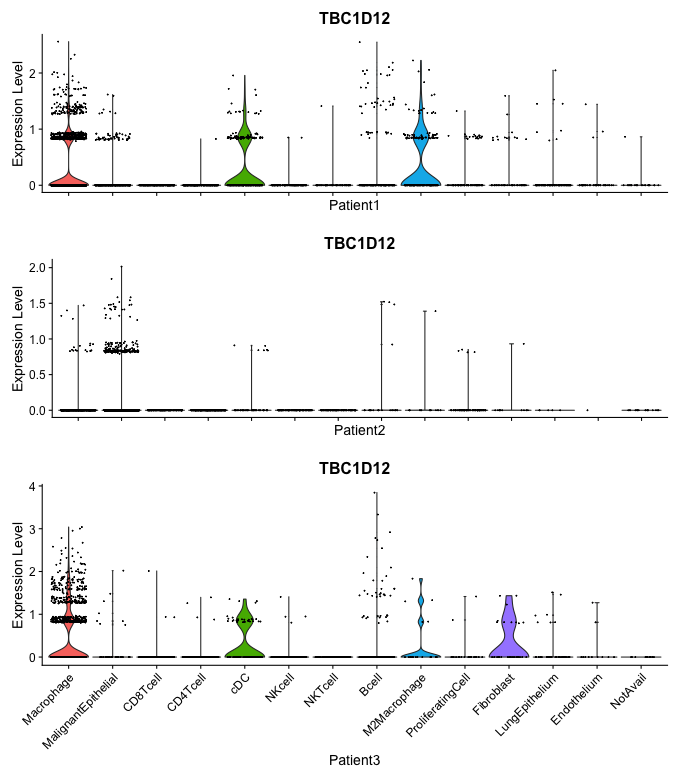 TBC1D12
Expression Level
2
1
0
Patient1
TBC1D12
Expression Level
2.0
1.5
1.0
0.5
0.0
Patient2
TBC1D12
Expression Level
4
3
2
1
0
Macrophage
MalignantEpithelial
CD8Tcell
CD4Tcell
cDC
NKcell
NKTcell
Bcell
M2Macrophage
ProliferatingCell
Fibroblast
LungEpithelium
Endothelium
NotAvail
Patient3